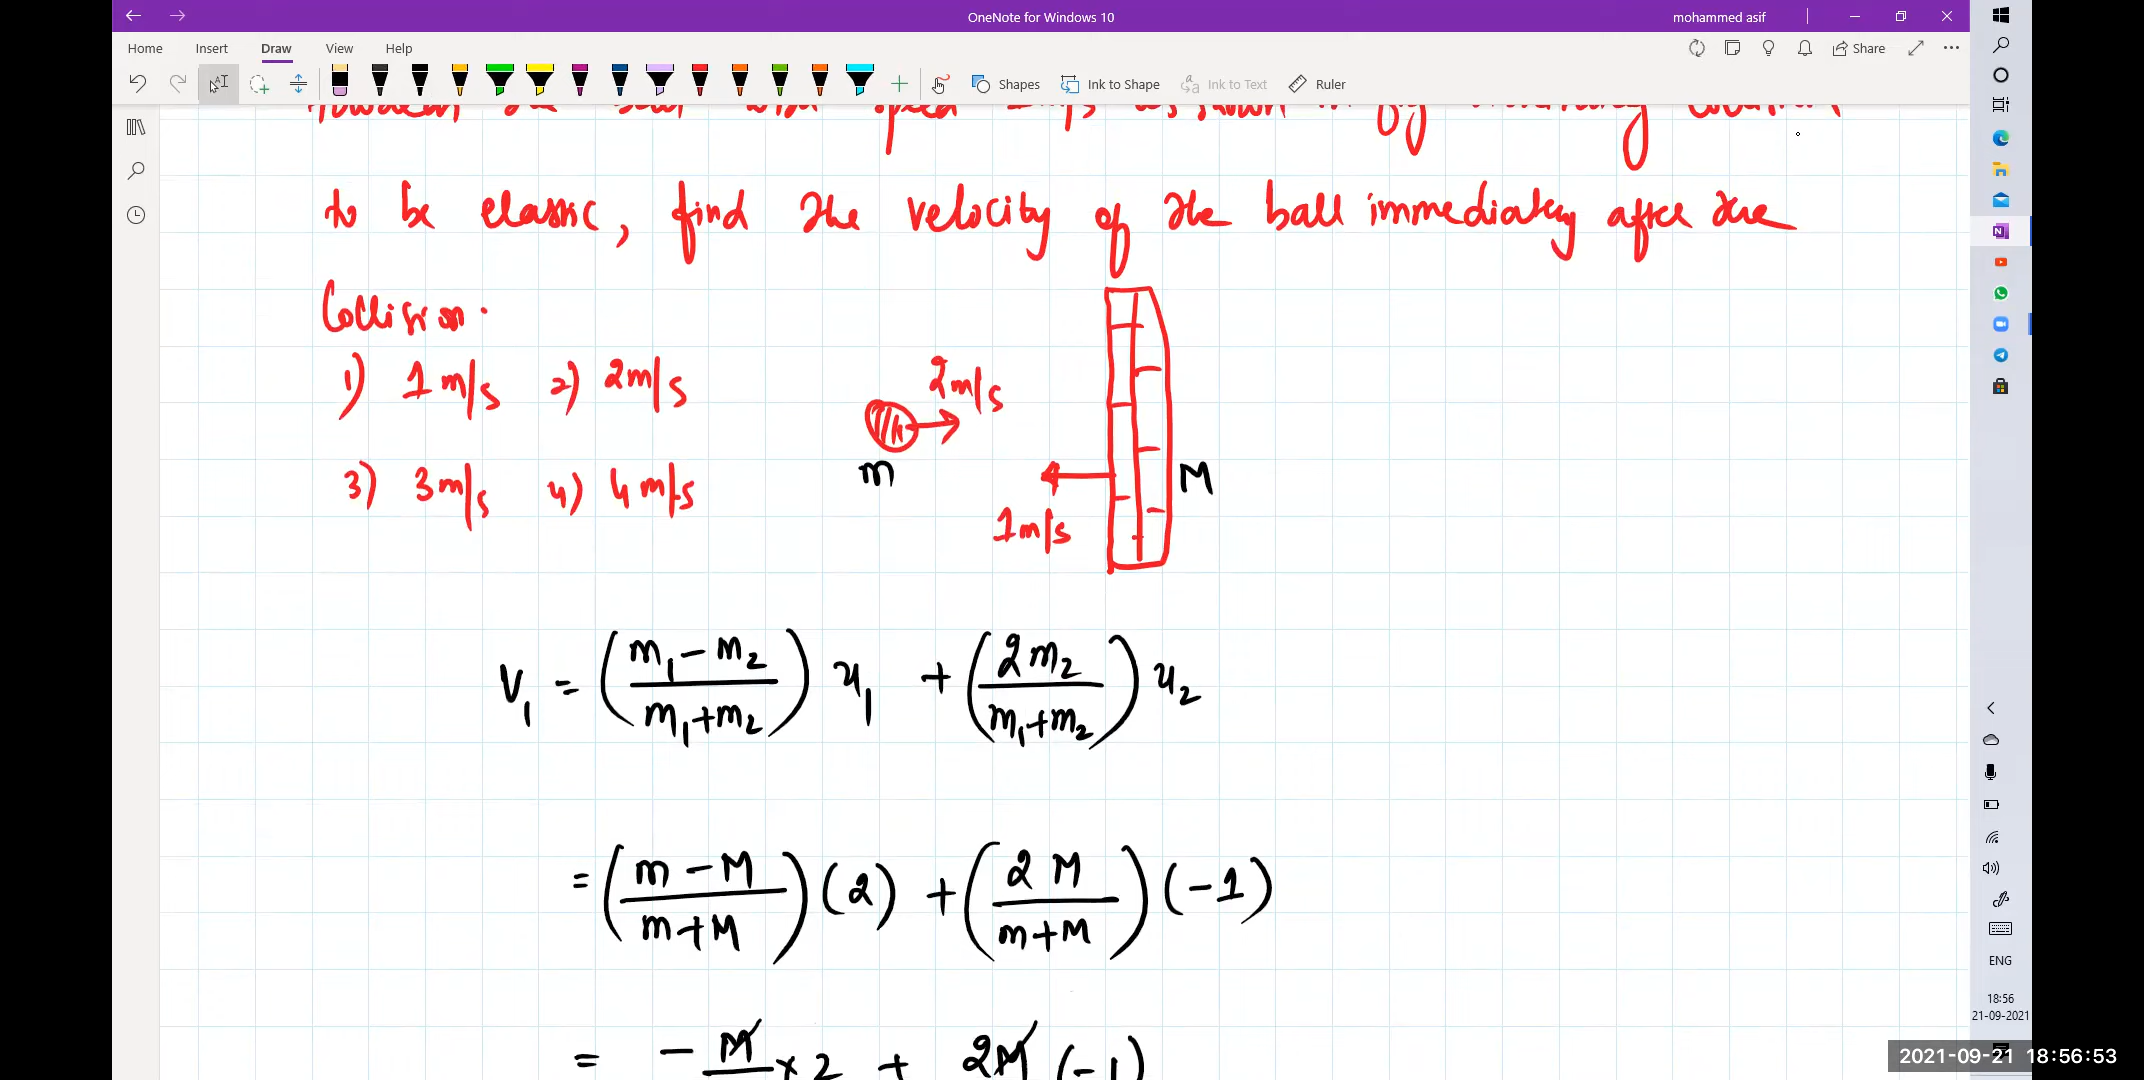 OneNote for Windows 10
mohammed asif
Home Insert Draw View Help
Share
Shapes Ink to Shape Ink to Text Ruler
to be elastic, find the velocity of the ball immediately after the
Collision.
1) 1 m/s 2) 2m/s
3) 3 m/s 4) 4 m/s
2m/s
m
M
1m/s
V₁ = ((m₁ - m₂)/(m₁+m₂)) u₁ + ((2m₂)/(m₁+m₂)) u₂
= ((m - M)/(m+M)) (2) + ((2 M)/(m+M)) (-1)
= - M × 2 + 2M (-1)
ENG
18:56
21-09-2021
2021-09-21 18:56:53